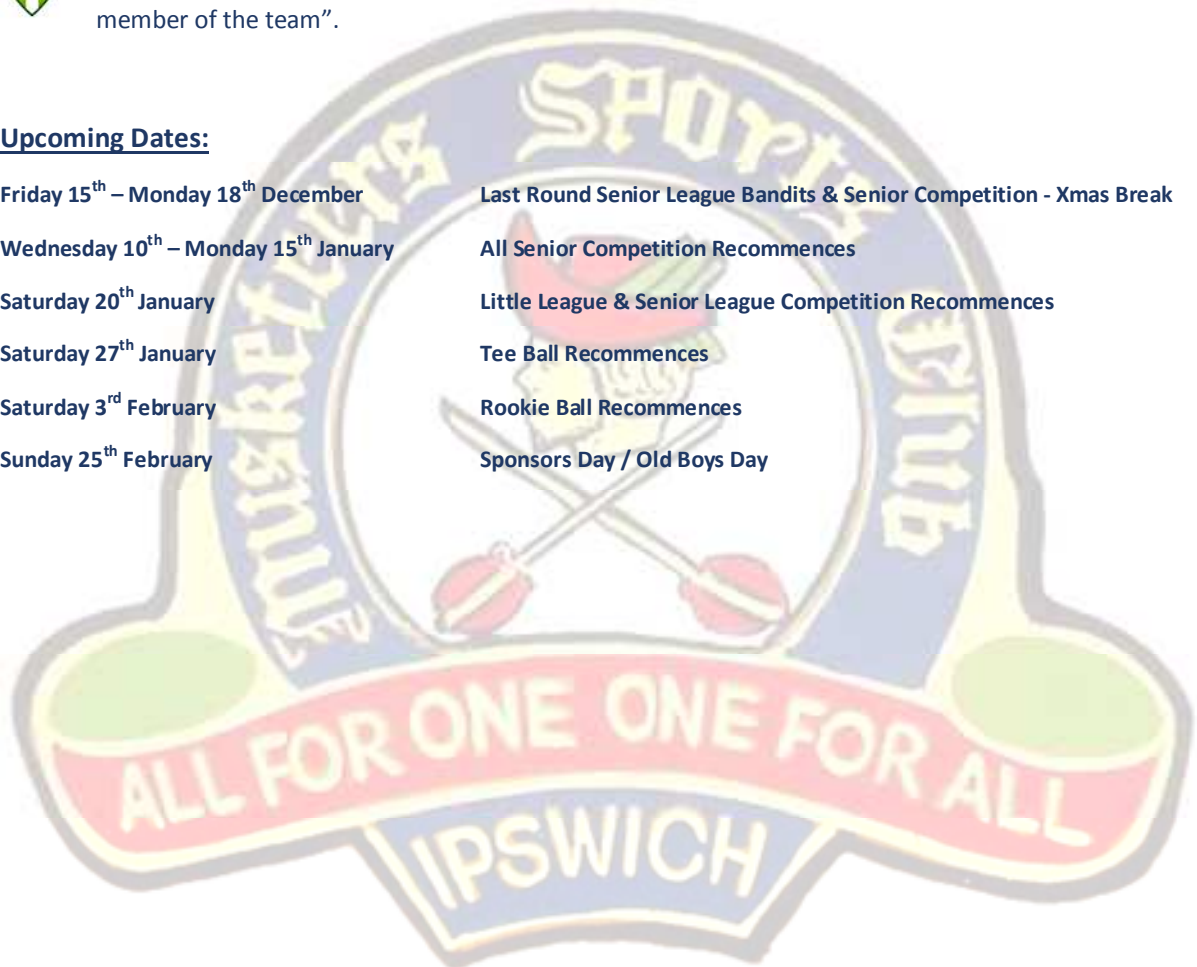 member of the team”.
Upcoming Dates:
Friday 15th – Monday 18th December Last Round Senior League Bandits & Senior Competition - Xmas Break
Wednesday 10th – Monday 15th January All Senior Competition Recommences
Saturday 20th January Little League & Senior League Competition Recommences
Saturday 27th January Tee Ball Recommences
Saturday 3rd February Rookie Ball Recommences
Sunday 25th February Sponsors Day / Old Boys Day
Musketeers Sportz Club
ALL FOR ONE ONE FOR ALL
IPSWICH